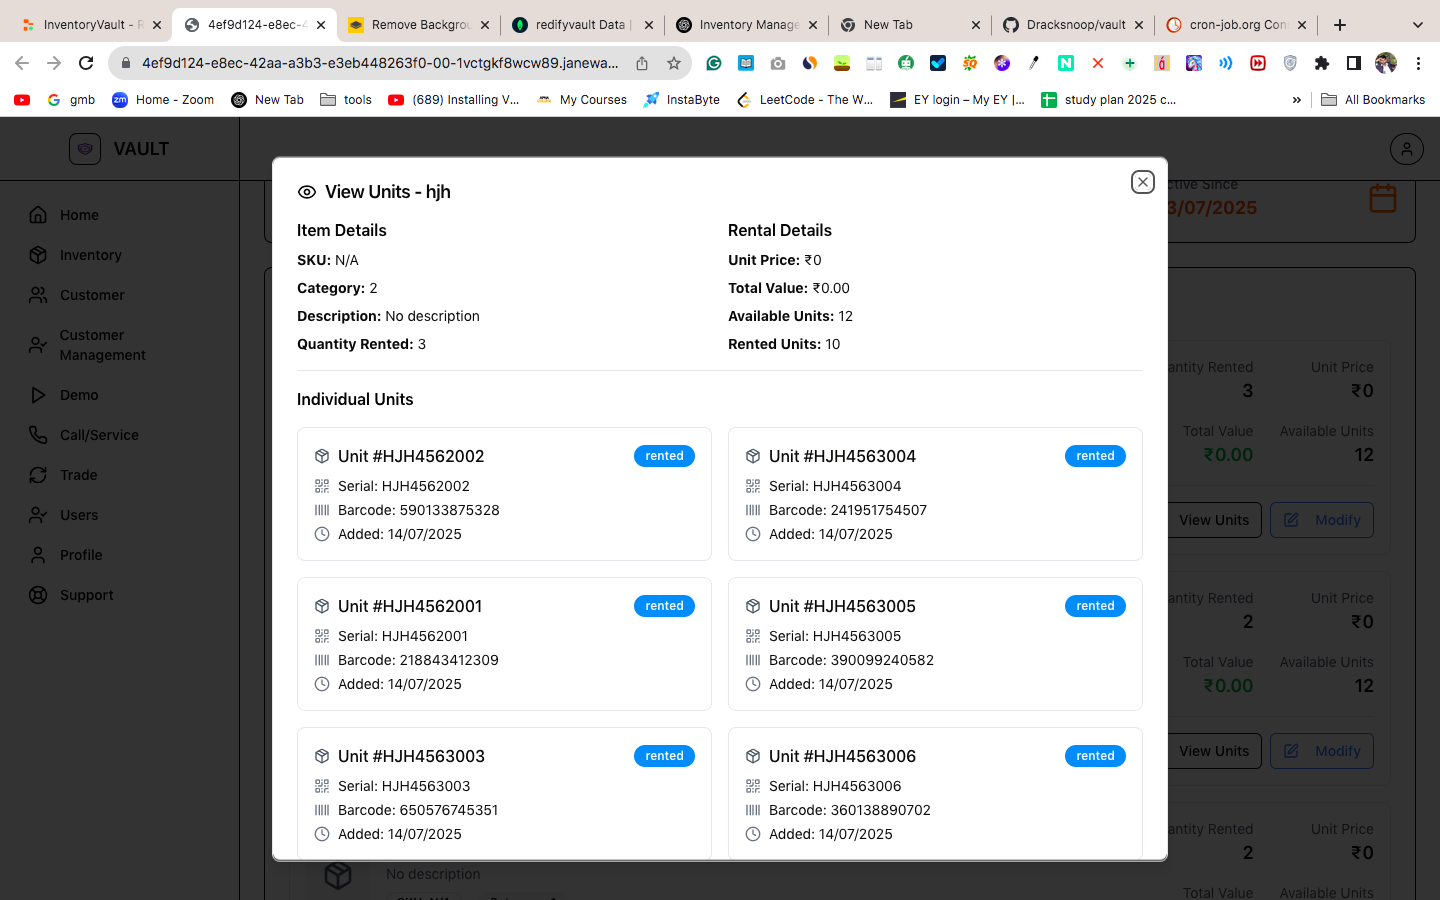 InventoryVault - R
4ef9d124-e8ec-4
Remove Backgrou
redifyvault Data |
Inventory Manage
New Tab
Dracksnoop/vault
cron-job.org Con
4ef9d124-e8ec-42aa-a3b3-e3eb448263f0-00-1vctgkf8wcw89.janewa...
gmb
Home - Zoom
New Tab
tools
(689) Installing V...
My Courses
InstaByte
LeetCode - The W...
EY login – My EY |...
study plan 2025 c...
»
All Bookmarks
VAULT
Home
Inventory
Customer
Customer
Management
Demo
Call/Service
Trade
Users
Profile
Support
View Units - hjh
Item Details
SKU: N/A
Category: 2
Description: No description
Quantity Rented: 3
Rental Details
Unit Price: ₹0
Total Value: ₹0.00
Available Units: 12
Rented Units: 10
Individual Units
Unit #HJH4562002
rented
Serial: HJH4562002
Barcode: 590133875328
Added: 14/07/2025
Unit #HJH4563004
rented
Serial: HJH4563004
Barcode: 241951754507
Added: 14/07/2025
Unit #HJH4562001
rented
Serial: HJH4562001
Barcode: 218843412309
Added: 14/07/2025
Unit #HJH4563005
rented
Serial: HJH4563005
Barcode: 390099240582
Added: 14/07/2025
Unit #HJH4563003
rented
Serial: HJH4563003
Barcode: 650576745351
Added: 14/07/2025
Unit #HJH4563006
rented
Serial: HJH4563006
Barcode: 360138890702
Added: 14/07/2025
ctive Since
3/07/2025
antity Rented
Unit Price
3
₹0
Total Value
Available Units
₹0.00
12
View Units
Modify
antity Rented
Unit Price
2
₹0
Total Value
Available Units
₹0.00
12
View Units
Modify
antity Rented
Unit Price
2
₹0
Total Value
Available Units
No description